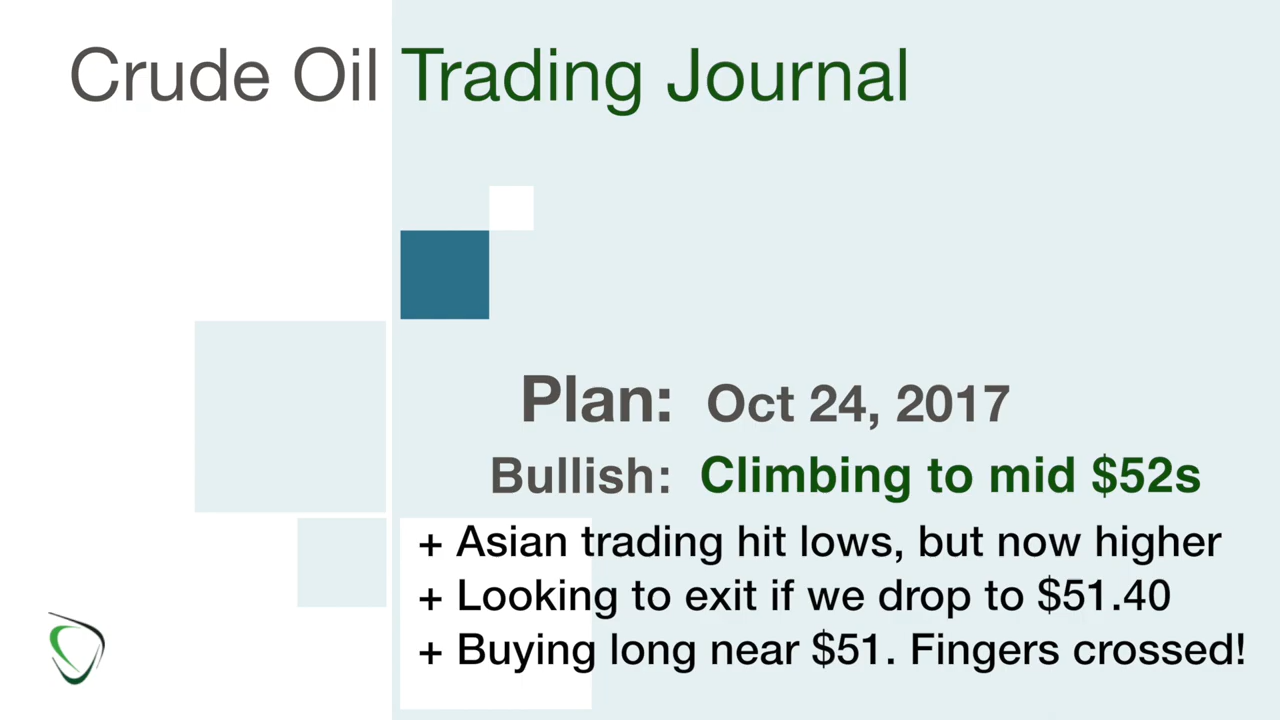 Crude Oil Trading Journal
Plan: Oct 24, 2017
Bullish: Climbing to mid $52s
+ Asian trading hit lows, but now higher
+ Looking to exit if we drop to $51.40
+ Buying long near $51. Fingers crossed!